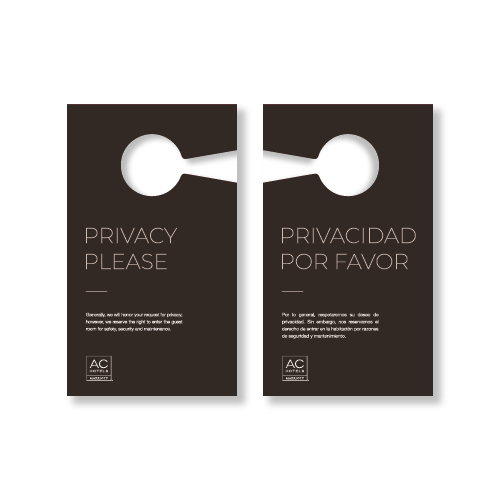 PRIVACY
PLEASE
Generally, we will honor your request for privacy;
however, we reserve the right to enter the guest
room for safety, security and maintenance.
AC
HOTELS
MARRIOTT
PRIVACIDAD
POR FAVOR
Por lo general, respetaremos su deseo de
privacidad. Sin embargo, nos reservamos el
derecho de entrar en la habitación por razones
de seguridad y mantenimiento.
AC
HOTELS
MARRIOTT